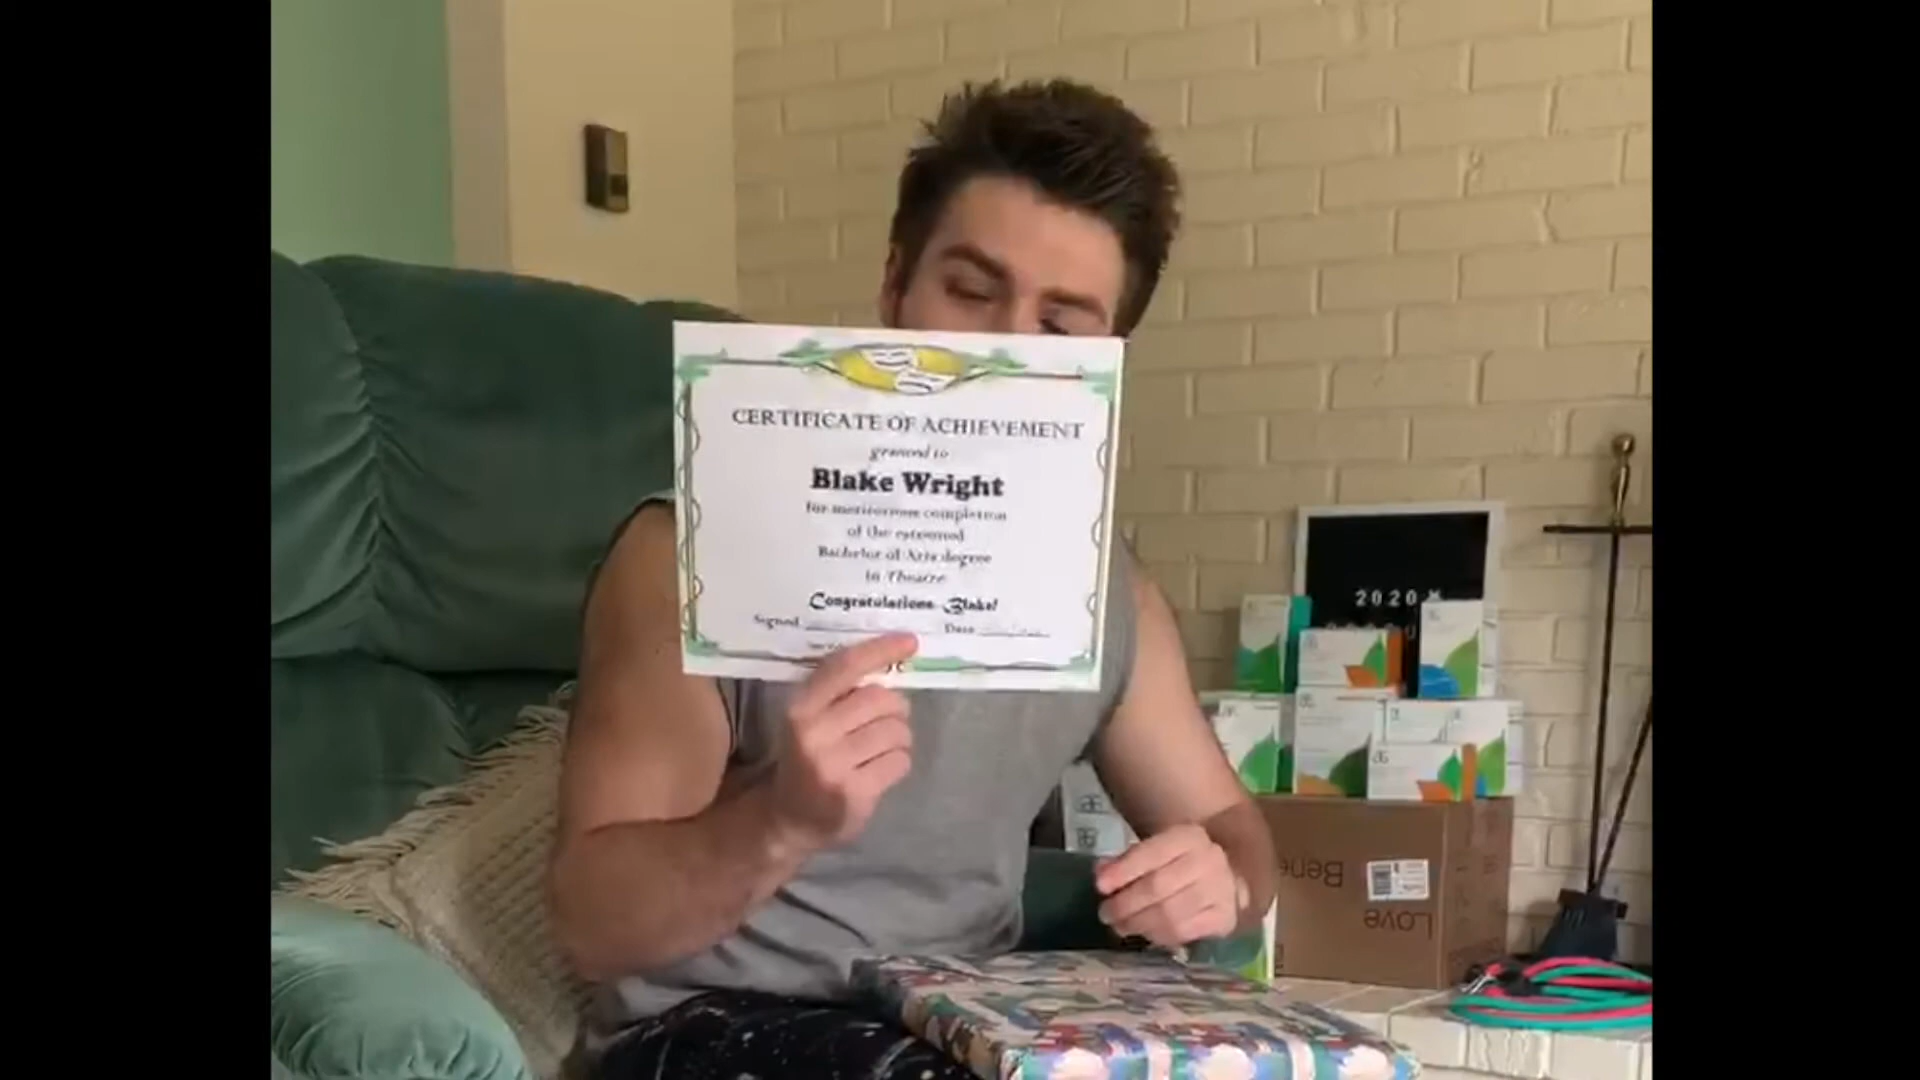 CERTIFICATE OF ACHIEVEMENT
granted to
Blake Wright
for meritorious completion
of the esteemed
Bachelor of Arts degree
in Theatre
Congratulations Blake!
Signed
Date
2020
Bene
Love